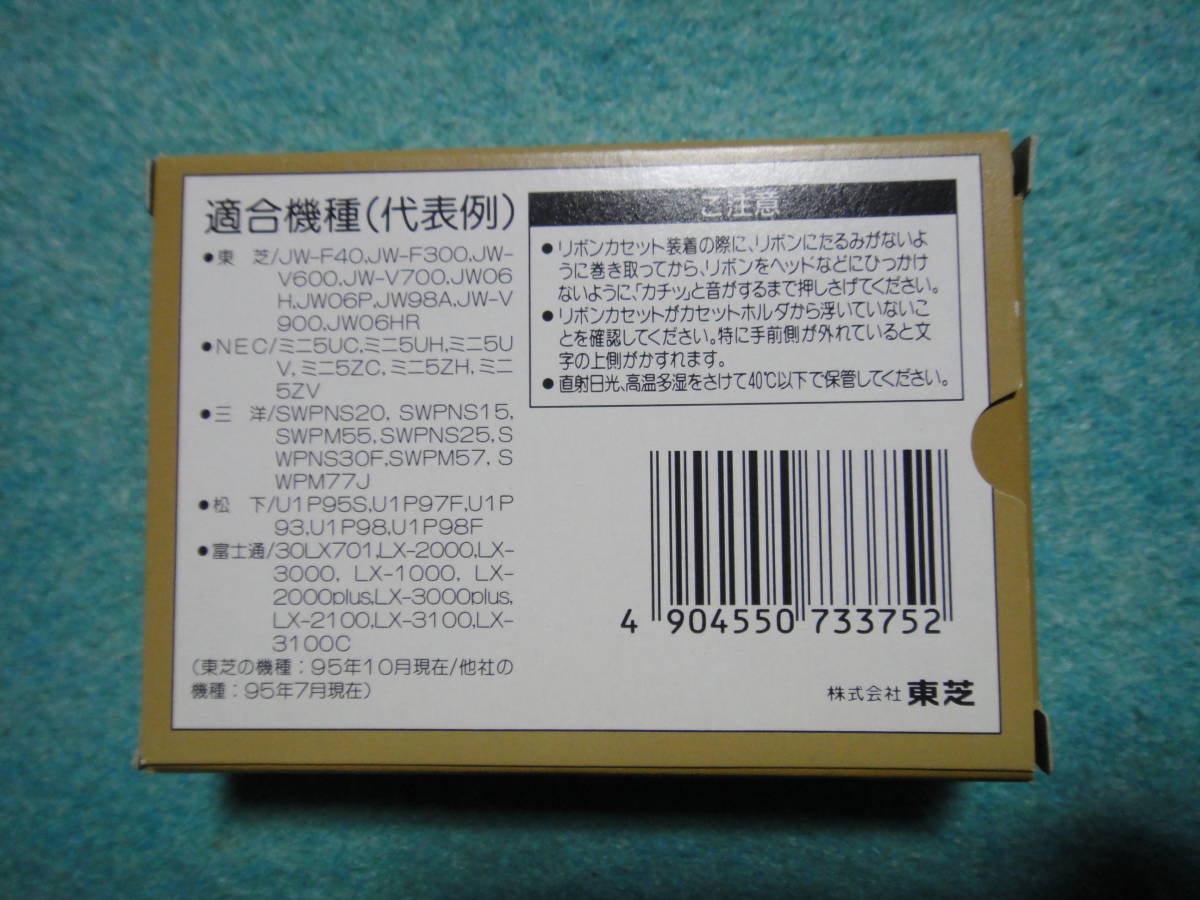 適合機種(代表例)
●東　芝/JW-F40,JW-F300,JW-
V600,JW-V700,JW06
H,JW06P,JW98A,JW-V
900,JW06HR
●NEC/ミニ5UC,ミニ5UH,ミニ5U
V, ミニ5ZC, ミニ5ZH, ミニ
5ZV
●三　洋/SWPNS20, SWPNS15,
SWPM55, SWPNS25, S
WPNS30F,SWPM57, S
WPM77J
●松　下/U1P95S,U1P97F,U1P
93,U1P98,U1P98F
●富士通/30LX701,LX-2000,LX-
3000, LX-1000, LX-
2000plus,LX-3000plus,
LX-2100,LX-3100,LX-
3100C
(東芝の機種：95年10月現在/他社の
機種：95年7月現在)
ご注意
●リボンカセット装着の際に、リボンにたるみがないよ
うに巻き取ってから、リボンをヘッドなどにひっかけ
ないように、「カチッ」と音がするまで押しさげてください。
●リボンカセットがカセットホルダから浮いていないこ
とを確認してください。特に手前側が外れていると文
字の上側がかすれます。
●直射日光、高温多湿をさけて40℃以下で保管してください。
4 904550 733752
株式会社 東芝